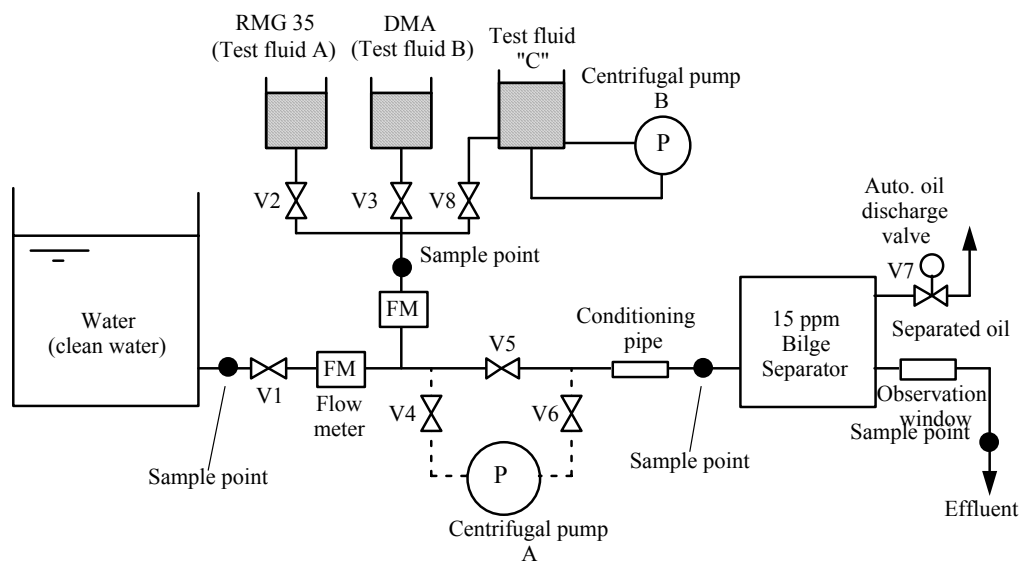 RMG 35
(Test fluid A)
DMA
(Test fluid B)
Test fluid
"C"
Centrifugal pump
B
P
V2
V3
V8
Auto. oil
discharge
valve
V7
Sample point
FM
Water
(clean water)
Conditioning
pipe
15 ppm
Bilge
Separator
Separated oil
V5
FM
V1
Flow
meter
V4
V6
Observation
window
Sample point
Sample point
P
Sample point
Effluent
Centrifugal pump
A